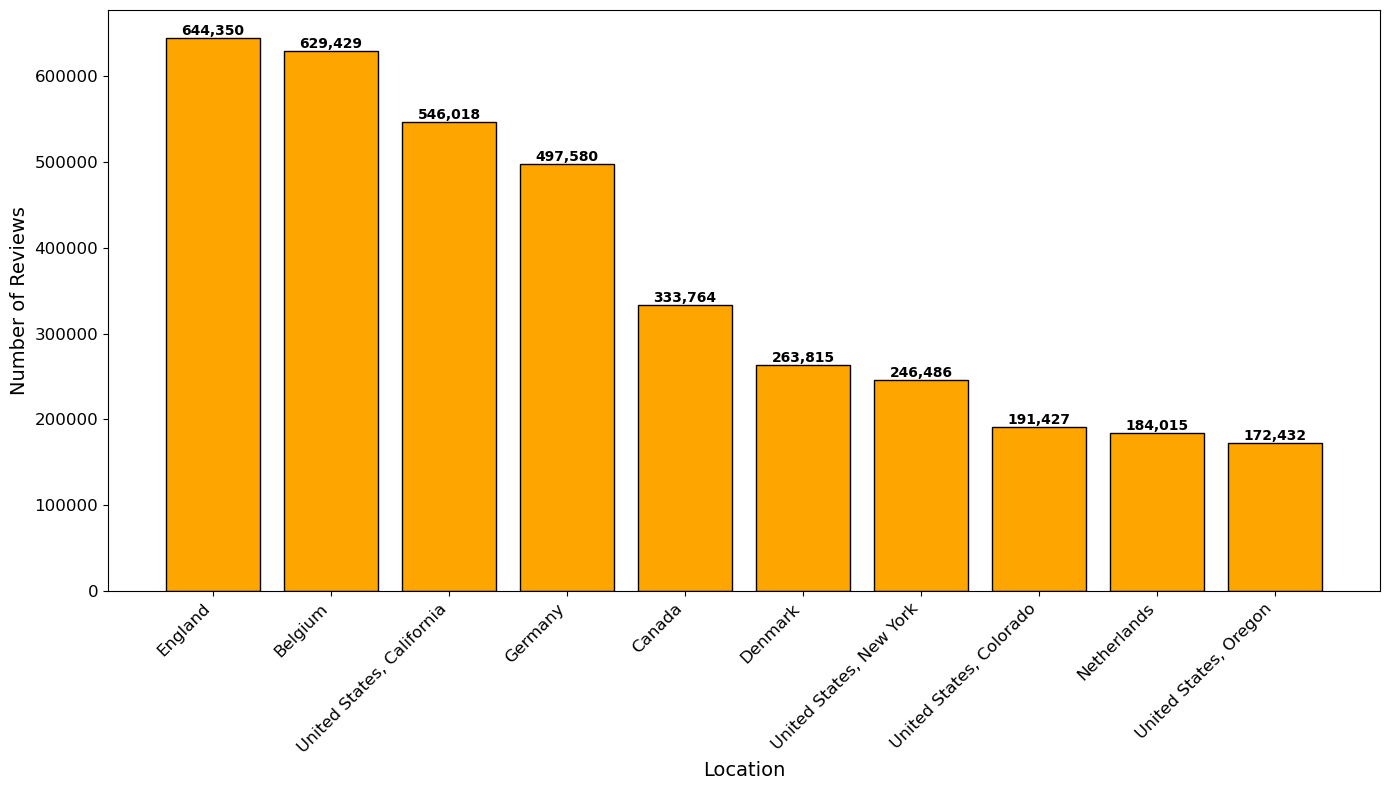 644,350
629,429
546,018
497,580
333,764
263,815
246,486
191,427
184,015
172,432
Number of Reviews
600000
500000
400000
300000
200000
100000
0
England
Belgium
United States, California
Germany
Canada
Denmark
United States, New York
United States, Colorado
Netherlands
United States, Oregon
Location